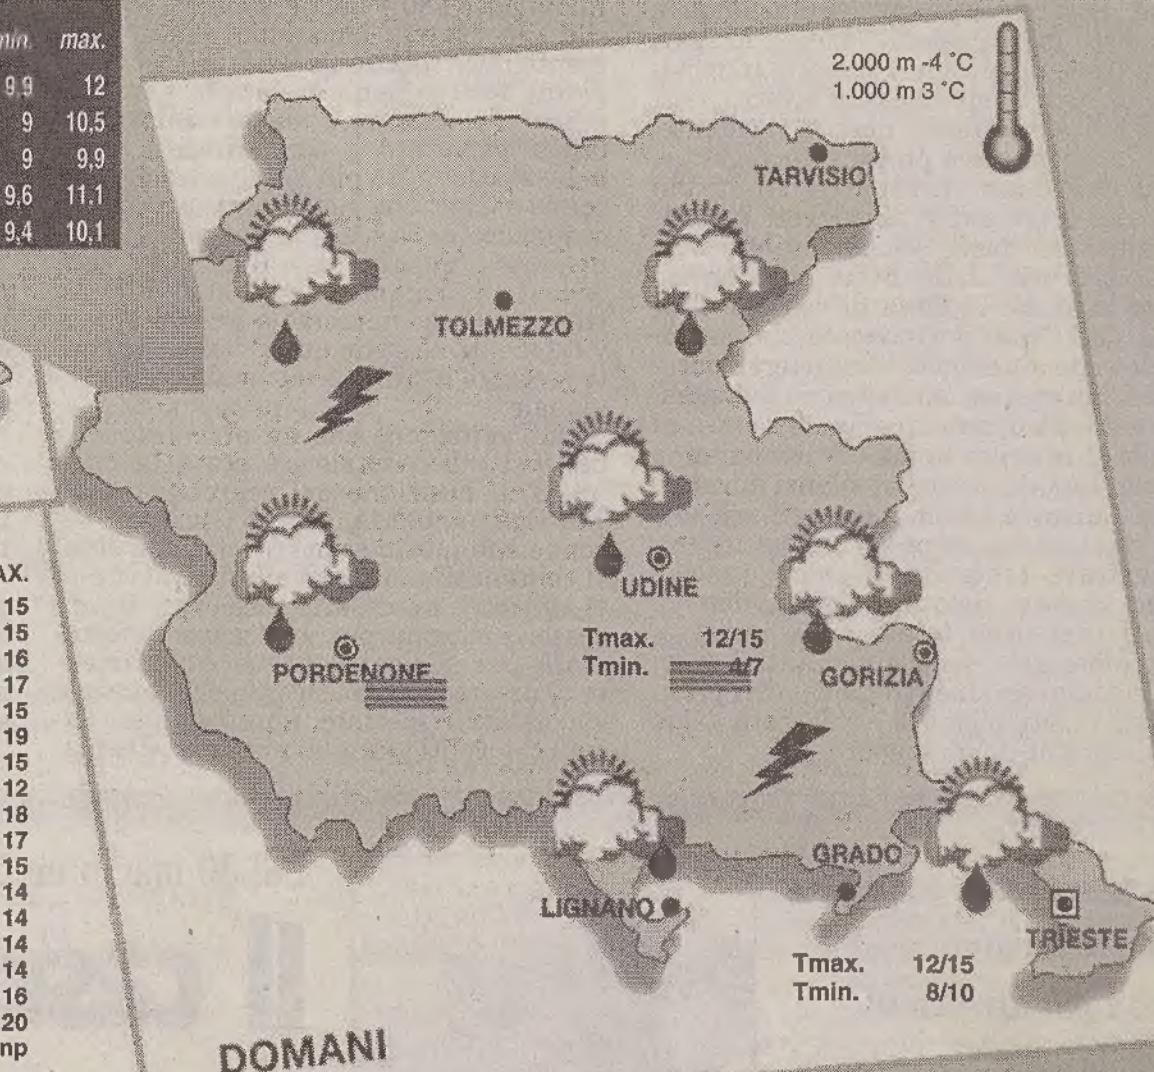 min. max.
9.9 12
9 10,5
9 9,9
9,6 11.1
9,4 10,1
2.000 m -4 °C
1.000 m 3 °C
TARVISIO
TOLMEZZO
UDINE
Tmax. 12/15
Tmin. 4/7
PORDENONE
GORIZIA
GRADO
LIGNANO
TRIESTE
Tmax. 12/15
Tmin. 8/10
AX.
15
15
16
17
15
19
15
12
18
17
15
14
14
14
14
16
20
np
DOMANI